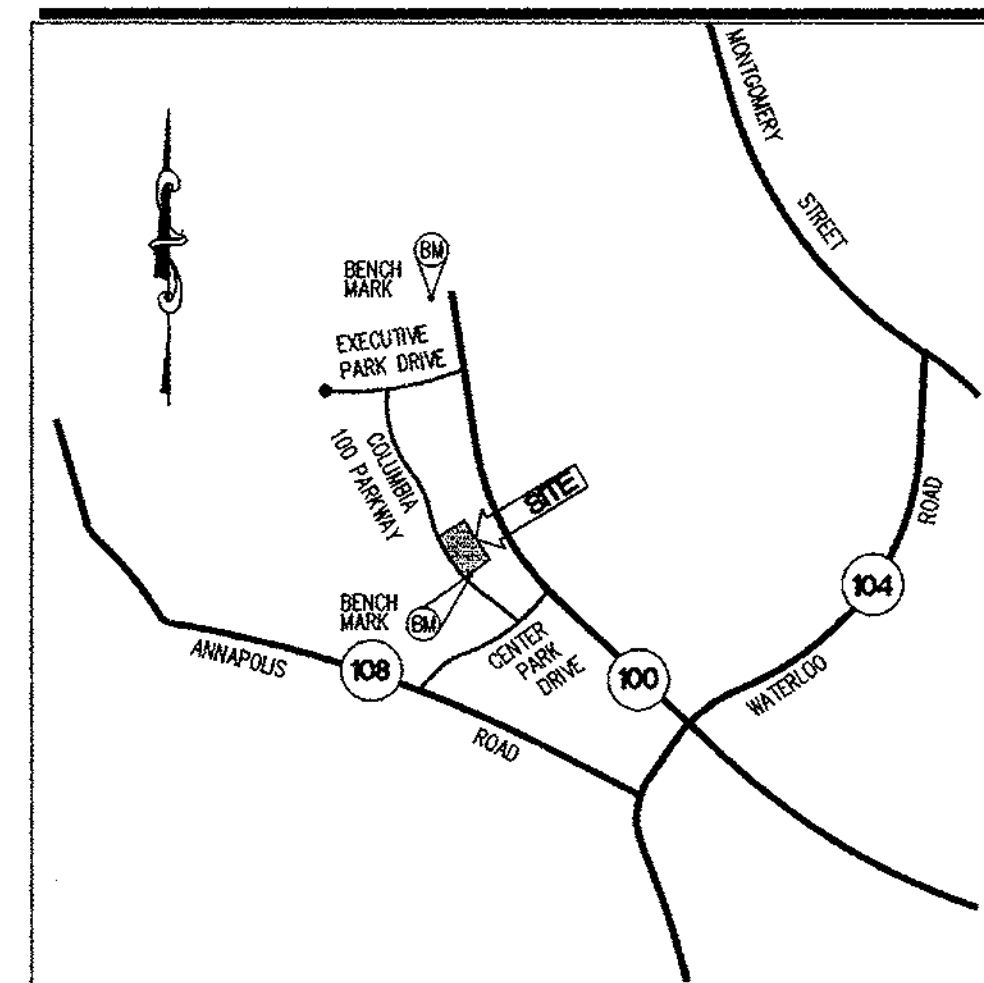 MONTGOMERY
STREET
BM
BENCH
MARK
EXECUTIVE
PARK DRIVE
COLUMBIA
100 PARKWAY
SITE
ROAD
104
BENCH
MARK
BM
CENTER
PARK
DRIVE
ANNAPOLIS
108
100
WATERLOO
ROAD